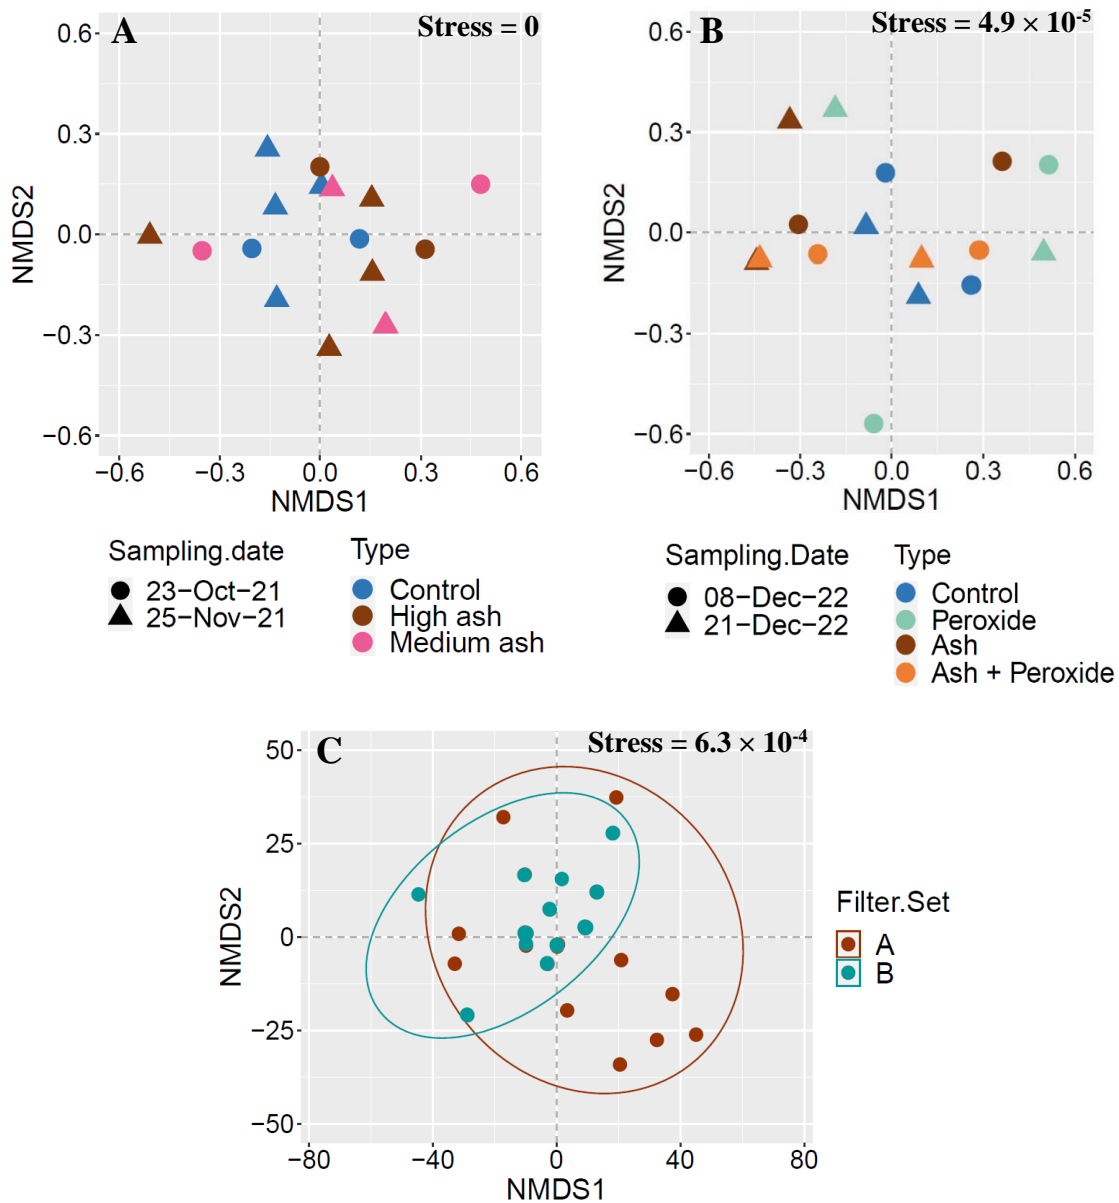 A
Stress = 0
0.6
0.3
0.0
−0.3
−0.6
NMDS2
−0.6
−0.3
0.0
0.3
0.6
NMDS1
Sampling.date
23−Oct−21
25−Nov−21
Type
Control
High ash
Medium ash
B
Stress = 4.9 × 10-5
0.6
0.3
0.0
−0.3
−0.6
NMDS2
−0.6
−0.3
0.0
0.3
0.6
NMDS1
Sampling.Date
08−Dec−22
21−Dec−22
Type
Control
Peroxide
Ash
Ash + Peroxide
C
Stress = 6.3 × 10-4
50
25
0
−25
−50
NMDS2
−80
−40
0
40
80
NMDS1
Filter.Set
A
B